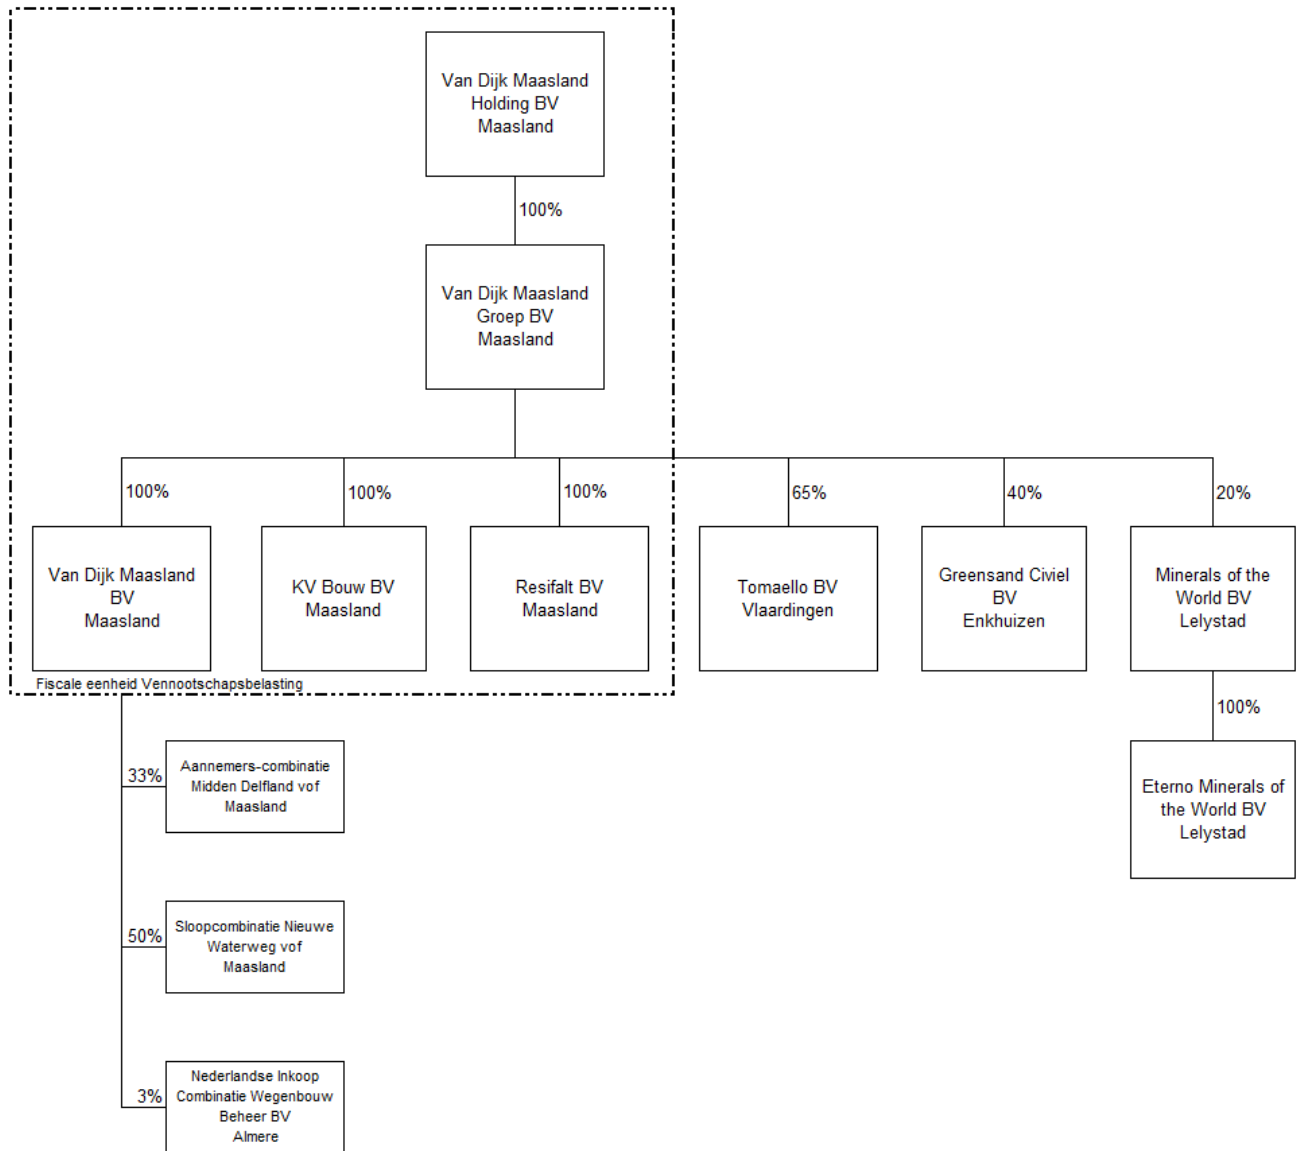 Van Dijk Maasland
Holding BV
Maasland
100%
Van Dijk Maasland
Groep BV
Maasland
100%
100%
100%
65%
40%
20%
Van Dijk Maasland
BV
Maasland
KV Bouw BV
Maasland
Resifalt BV
Maasland
Tomaello BV
Vlaardingen
Greensand Civiel
BV
Enkhuizen
Minerals of the
World BV
Lelystad
Fiscale eenheid Vennootschapsbelasting
100%
Eterno Minerals of
the World BV
Lelystad
33%
Aannemers-combinatie
Midden Delfland vof
Maasland
50%
Sloopcombinatie Nieuwe
Waterweg vof
Maasland
3%
Nederlandse Inkoop
Combinatie Wegenbouw
Beheer BV
Almere